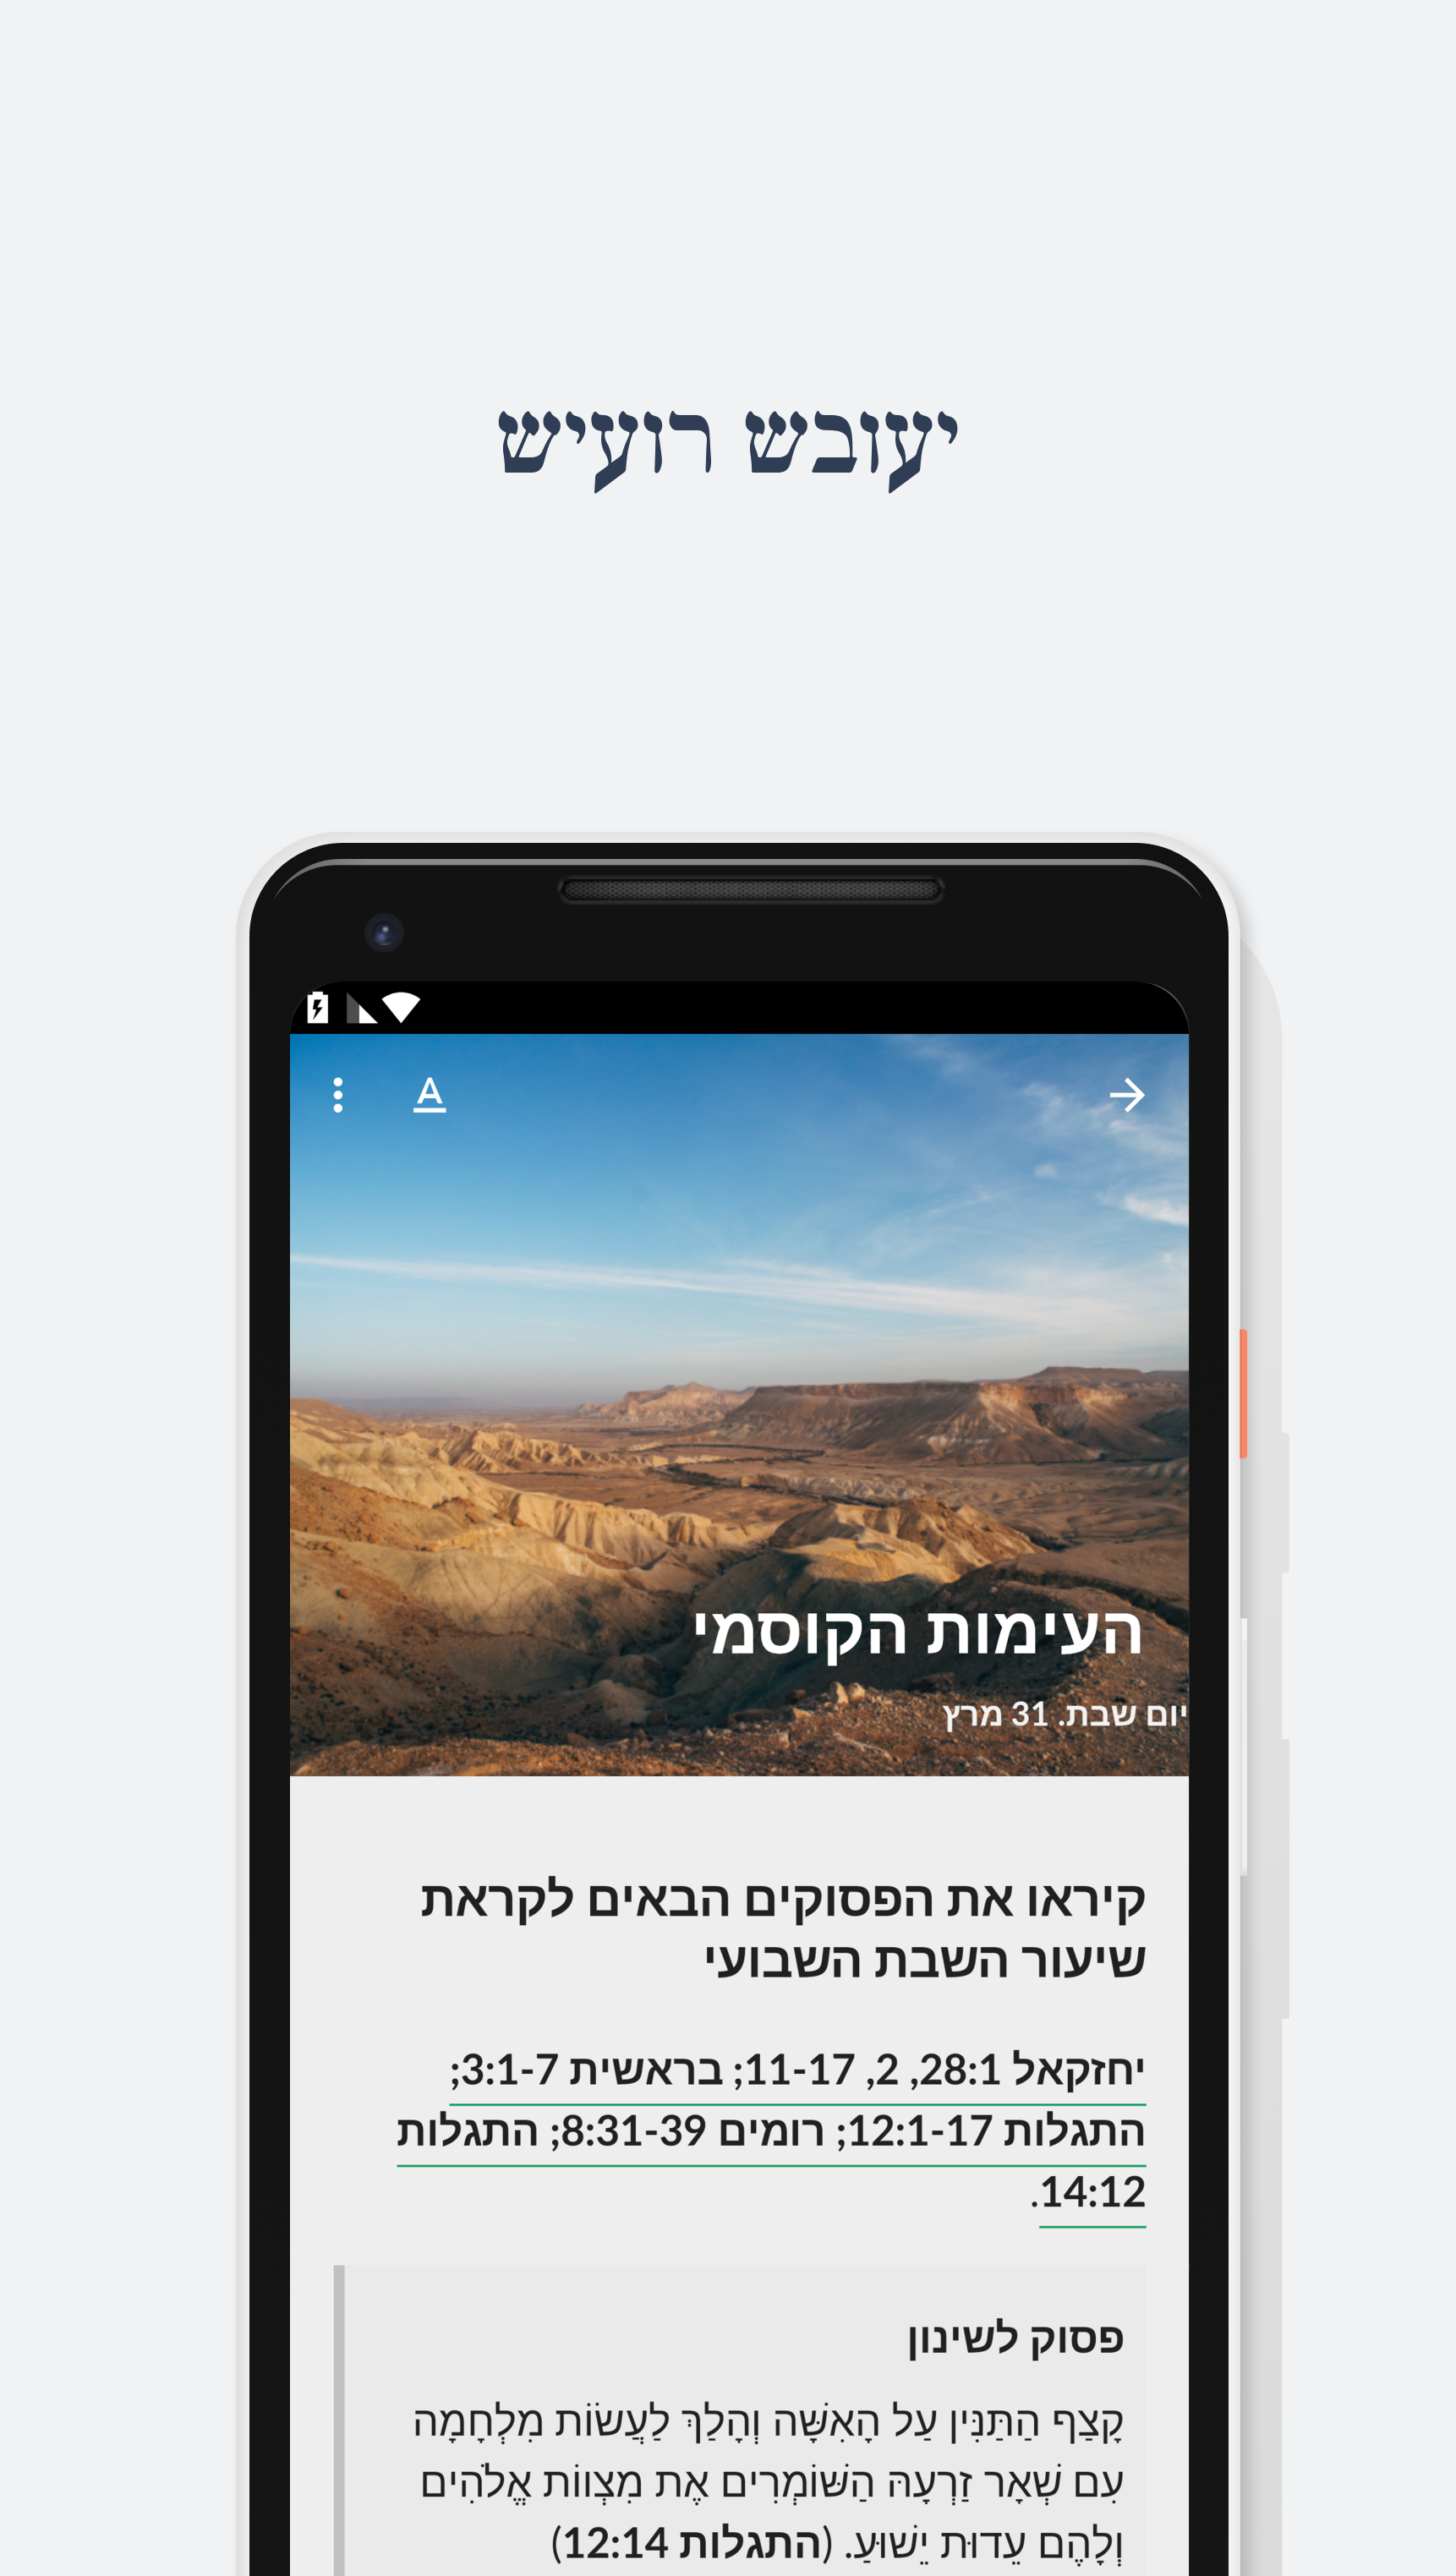 יעובש רועיש
העימות הקוסמי
יום שבת. 31 מרץ
קיראו את הפסוקים הבאים לקראת
שיעור השבת השבועי
יחזקאל 28:1, 2, 11-17; בראשית 3:1-7;
התגלות 12:1-17; רומים 8:31-39; התגלות
14:12.
פסוק לשינון
קָצַף הַתַּנִּין עַל הָאִשָּׁה וְהָלַךְ לַעֲשׂוֹת מִלְחָמָה
עִם שְׁאָר זַרְעָהּ הַשּׁוֹמְרִים אֶת מִצְווֹת אֱלֹהִים
וְלָהֶם עֵדוּת יֵשׁוּעַ. (התגלות 12:14)